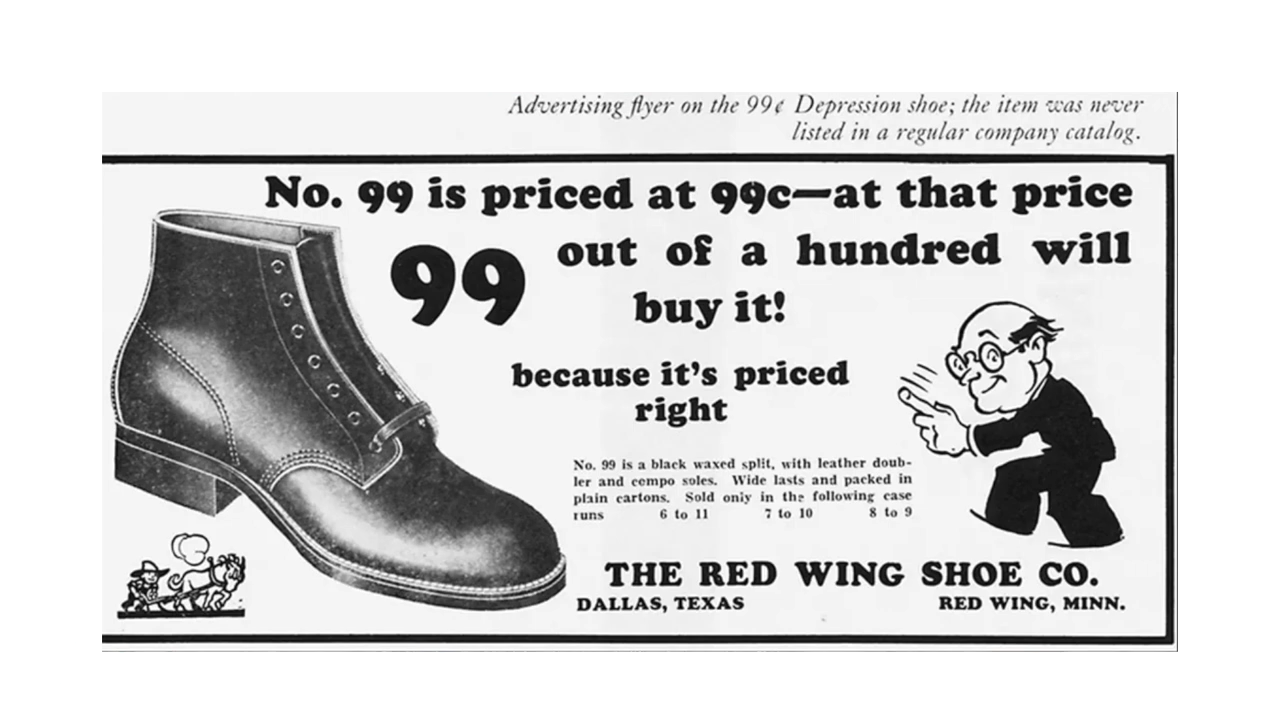 Advertising flyer on the 99¢ Depression shoe; the item was never
listed in a regular company catalog.
No. 99 is priced at 99c—at that price
99 out of a hundred will
buy it!
because it's priced
right
No. 99 is a black waxed split, with leather doub-
ler and compo soles. Wide lasts and packed in
plain cartons. Sold only in the following case
runs 6 to 11 7 to 10 8 to 9
THE RED WING SHOE CO.
DALLAS, TEXAS RED WING, MINN.